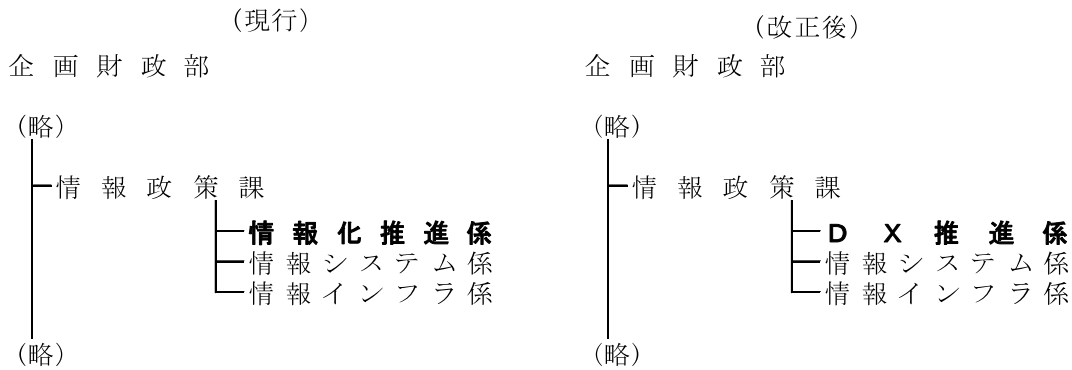 （現行）
企画財政部
（略）
情報政策課
情報化推進係
情報システム係
情報インフラ係
（略）
（改正後）
企画財政部
（略）
情報政策課
ＤＸ推進係
情報システム係
情報インフラ係
（略）